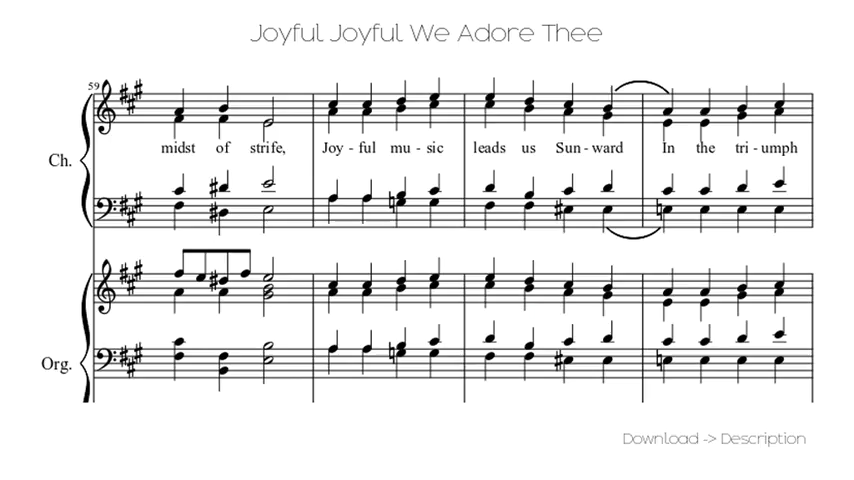 Joyful Joyful We Adore Thee
59
Ch.
midst of strife, Joy - ful mu - sic leads us Sun - ward In the tri - umph
Org.
Download -> Description